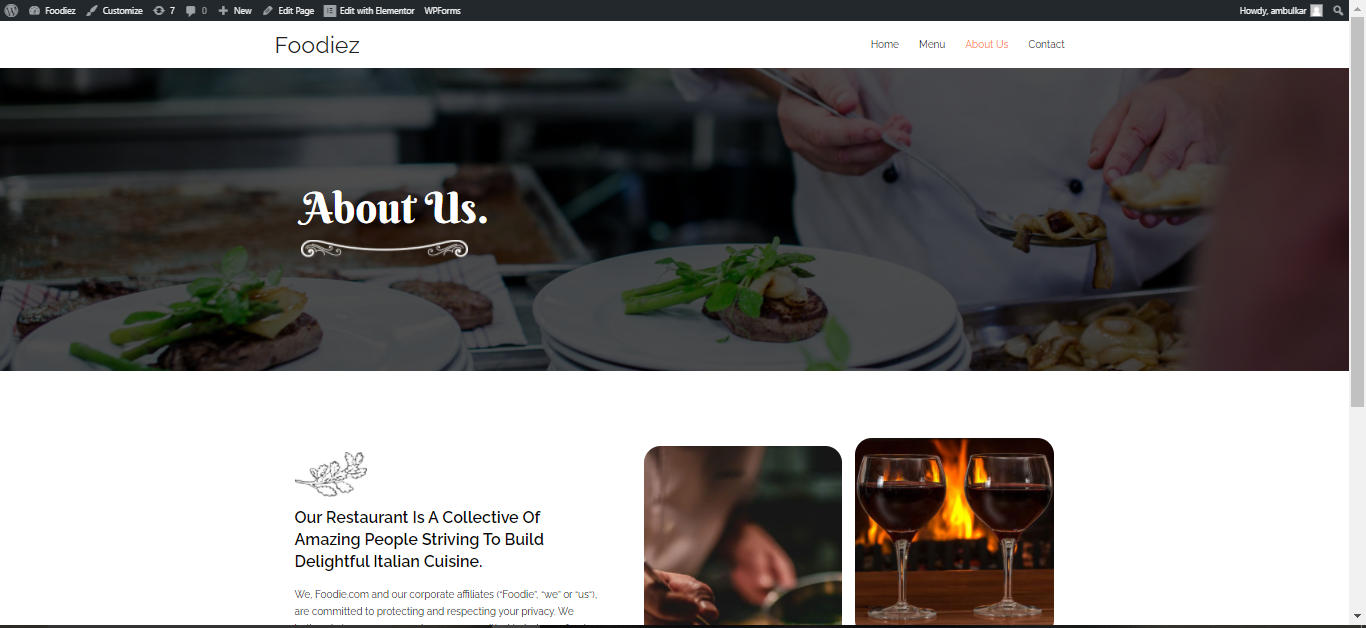 Foodiez Customize 7 0 New Edit Page Edit with Elementor WPForms Howdy, ambulkar
Foodiez Home Menu About Us Contact
About Us.
Our Restaurant Is A Collective Of
Amazing People Striving To Build
Delightful Italian Cuisine.
We, Foodie.com and our corporate affiliates (“Foodie”, “we” or “us”),
are committed to protecting and respecting your privacy. We